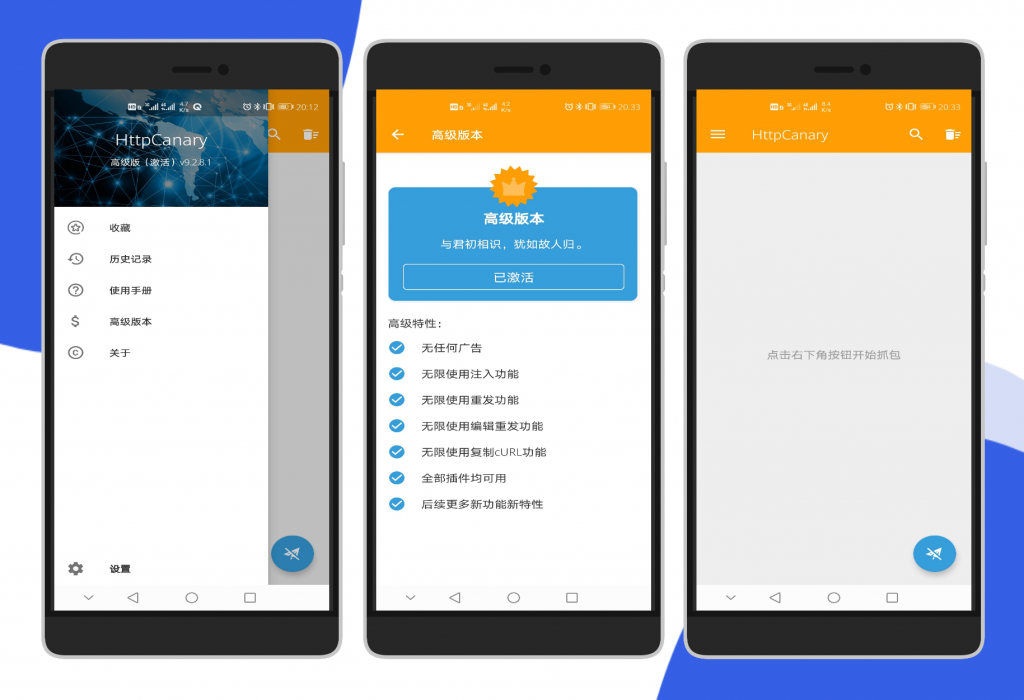 20:12
HttpCanary
高级版（激活）v9.2.8.1
收藏
历史记录
使用手册
高级版本
关于
设置
20:33
高级版本
高级版本
与君初相识，犹如故人归。
已激活
高级特性：
无任何广告
无限使用注入功能
无限使用重发功能
无限使用编辑重发功能
无限使用复制cURL功能
全部插件均可用
后续更多新功能新特性
20:33
HttpCanary
点击右下角按钮开始抓包